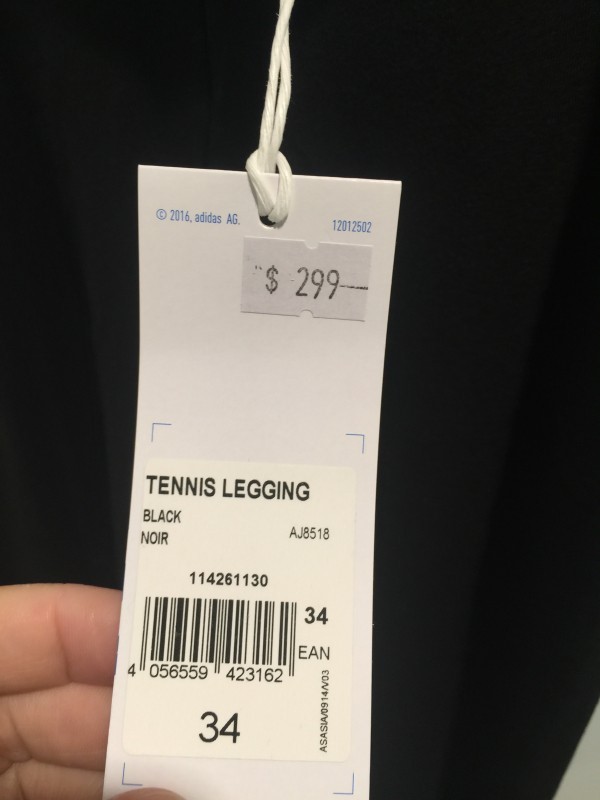 © 2016, adidas AG.
12012502
$ 299
TENNIS LEGGING
BLACK
NOIR
AJ8518
114261130
34
EAN
4 056559 423162
34
ASASIA/0914/V03